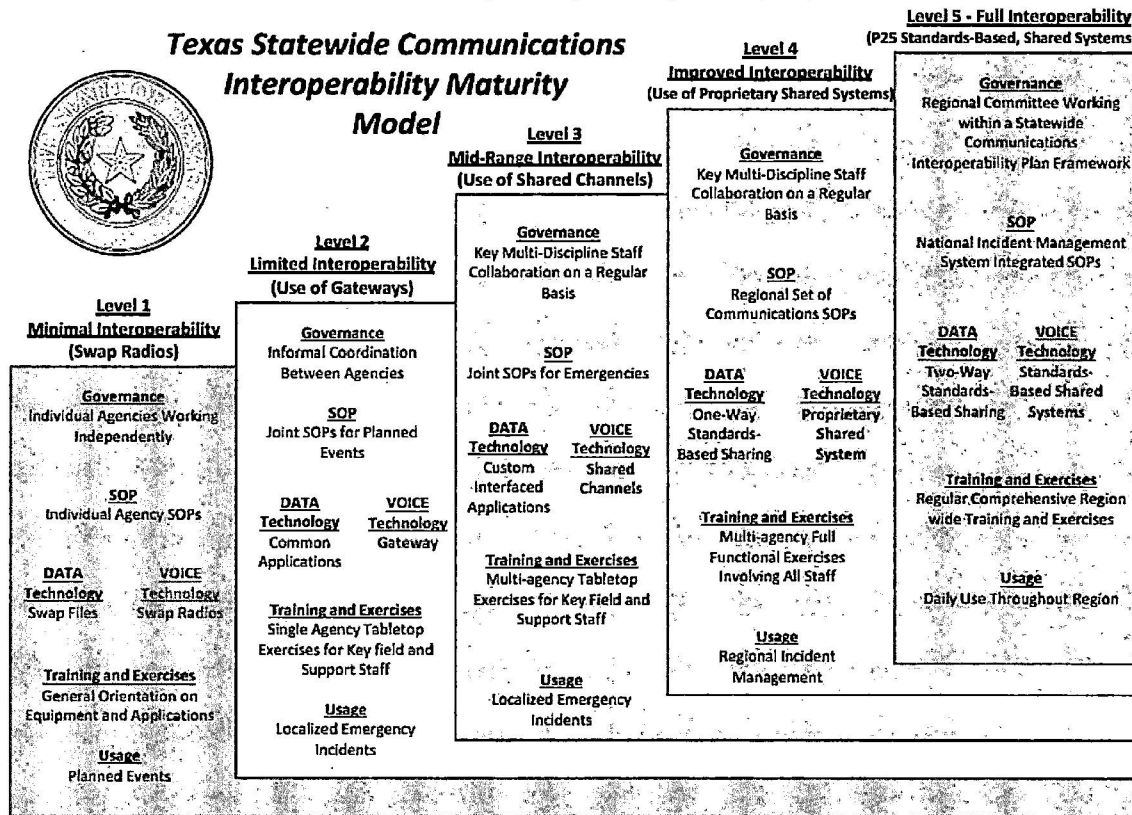 Texas Statewide Communications
Interoperability Maturity
Model
Level 1
Minimal Interoperability
(Swap Radios)
Governance
Individual Agencies Working
Independently
SOP
Individual Agency SOPs
DATA
Technology
Swap Files
VOICE
Technology
Swap Radios
Training and Exercises
General Orientation on
Equipment and Applications
Usage
Planned Events
Level 2
Limited Interoperability
(Use of Gateways)
Governance
Informal Coordination
Between Agencies
SOP
Joint SOPs for Planned
Events
DATA
Technology
Common
Applications
VOICE
Technology
Gateway
Training and Exercises
Single Agency Tabletop
Exercises for Key field and
Support Staff
Usage
Localized Emergency
Incidents
Level 3
Mid-Range Interoperability
(Use of Shared Channels)
Governance
Key Multi-Discipline Staff
Collaboration on a Regular
Basis
SOP
Joint SOPs for Emergencies
DATA
Technology
Custom
Interfaced
Applications
VOICE
Technology
Shared
Channels
Training and Exercises
Multi-agency Tabletop
Exercises for Key Field and
Support Staff
Usage
Localized Emergency
Incidents
Level 4
Improved Interoperability
(Use of Proprietary Shared Systems)
Governance
Key Multi-Discipline Staff
Collaboration on a Regular
Basis
SOP
Regional Set of
Communications SOPs
DATA
Technology
One-Way
Standards-
Based Sharing
VOICE
Technology
Proprietary
Shared
System
Training and Exercises
Multi-agency Full
Functional Exercises
Involving All Staff
Usage
Regional Incident
Management
Level 5 - Full Interoperability
(P25 Standards-Based, Shared Systems
Governance
Regional Committee Working
within a Statewide
Communications
Interoperability Plan Framework
SOP
National Incident Management
System Integrated SOPs
DATA
Technology
Two-Way
Standards-
Based Sharing
VOICE
Technology
Standards-
Based Shared
Systems
Training and Exercises
Regular Comprehensive Region
wide Training and Exercises
Usage
Daily Use Throughout Region